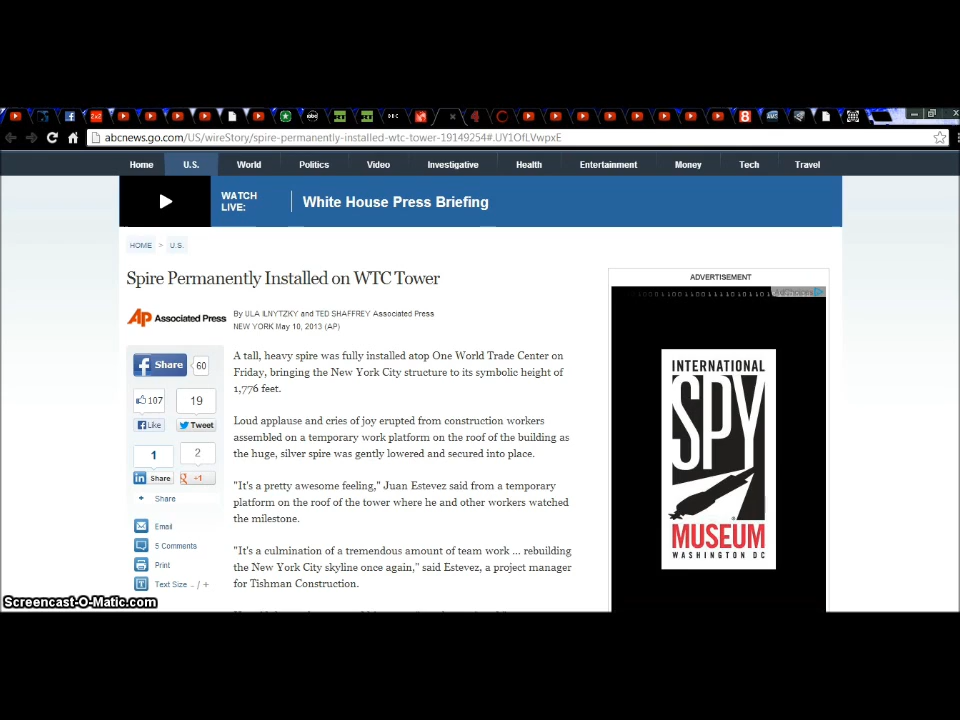 abcnews.go.com/US/wireStory/spire-permanently-installed-wtc-tower-19149254#.UY1OfLVwpxE
Home U.S. World Politics Video Investigative Health Entertainment Money Tech Travel
WATCH
LIVE:
White House Press Briefing
HOME > U.S.
Spire Permanently Installed on WTC Tower
AP Associated Press
By ULA ILNYTZKY and TED SHAFFREY Associated Press
NEW YORK May 10, 2013 (AP)
Share 60
107 19
Like Tweet
1 2
Share +1
Share
Email
5 Comments
Print
Text Size - / +
A tall, heavy spire was fully installed atop One World Trade Center on
Friday, bringing the New York City structure to its symbolic height of
1,776 feet.
Loud applause and cries of joy erupted from construction workers
assembled on a temporary work platform on the roof of the building as
the huge, silver spire was gently lowered and secured into place.
"It's a pretty awesome feeling," Juan Estevez said from a temporary
platform on the roof of the tower where he and other workers watched
the milestone.
"It's a culmination of a tremendous amount of team work ... rebuilding
the New York City skyline once again," said Estevez, a project manager
for Tishman Construction.
ADVERTISEMENT
INTERNATIONAL
SPY
MUSEUM
WASHINGTON DC
Screencast-O-Matic.com